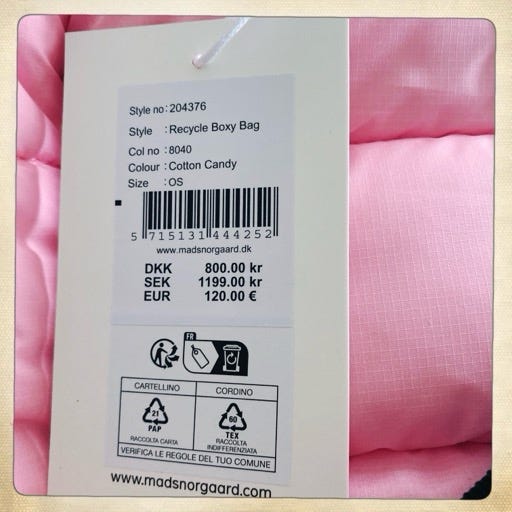 Style no : 204376
Style : Recycle Boxy Bag
Col no : 8040
Colour : Cotton Candy
Size : OS
5 715131 444252
www.madsnorgaard.dk
DKK 800.00 kr
SEK 1199.00 kr
EUR 120.00 €
FR
CARTELLINO CORDINO
21 60
PAP TEX
RACCOLTA CARTA RACCOLTA INDIFFERENZIATA
VERIFICA LE REGOLE DEL TUO COMUNE
www.madsnorgaard.com